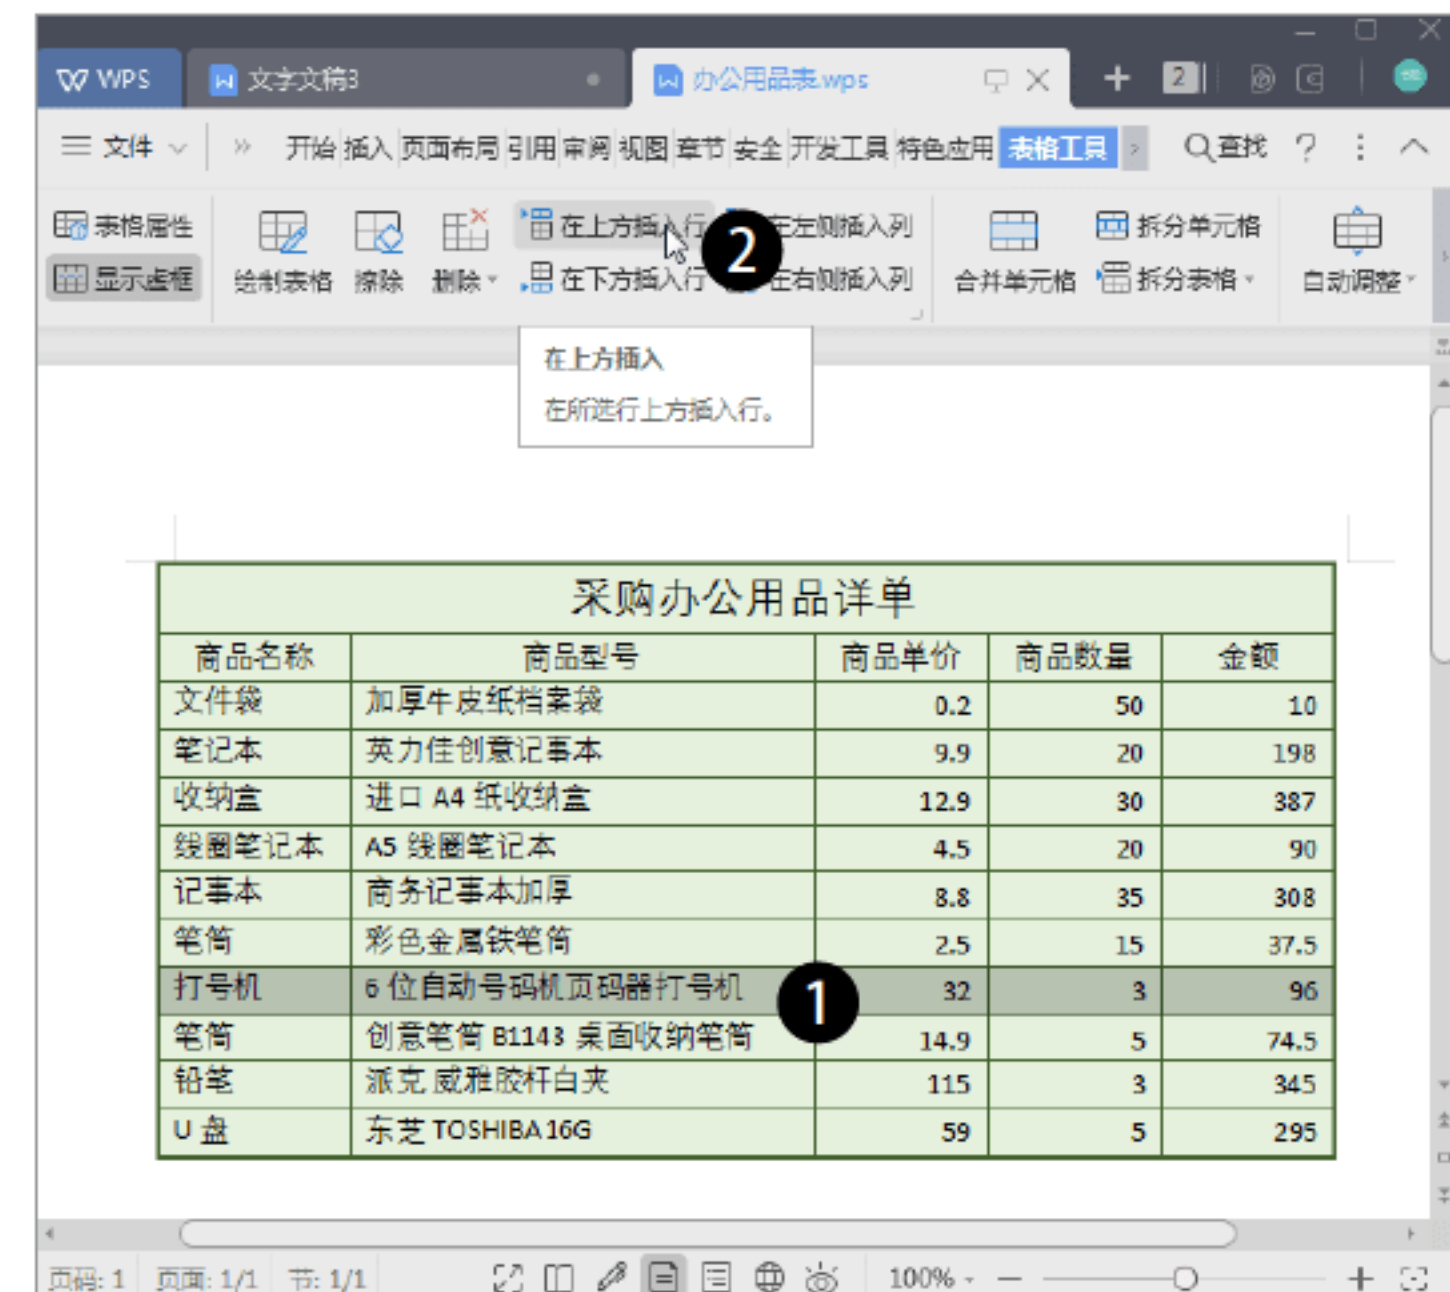 WPS 文字文稿3 办公用品表.wps 2
文件 开始 插入 页面布局 引用 审阅 视图 章节 安全 开发工具 特色应用 表格工具 查找 ?
表格属性 在上方插入行 2 在左侧插入列 拆分单元格
显示虚框 绘制表格 擦除 删除 在下方插入行 在右侧插入列 合并单元格 拆分表格 自动调整
在上方插入
在所选行上方插入行。
采购办公用品详单
商品名称 商品型号 商品单价 商品数量 金额
文件袋 加厚牛皮纸档案袋 0.2 50 10
笔记本 英力佳创意记事本 9.9 20 198
收纳盒 进口 A4 纸收纳盒 12.9 30 387
线圈笔记本 A5 线圈笔记本 4.5 20 90
记事本 商务记事本加厚 8.8 35 308
笔筒 彩色金属铁笔筒 2.5 15 37.5
打号机 6 位自动号码机页码器打号机 1 32 3 96
笔筒 创意笔筒 B1143 桌面收纳笔筒 14.9 5 74.5
铅笔 派克 威雅胶杆白夹 115 3 345
U 盘 东芝 TOSHIBA 16G 59 5 295
页码: 1 页面: 1/1 节: 1/1 100%